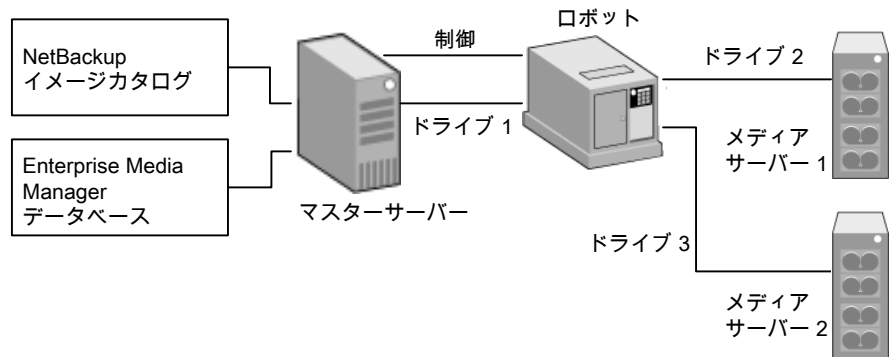 ロボット
制御
NetBackup
イメージカタログ
ドライブ 1
ドライブ 2
メディア
サーバー 1
Enterprise Media
Manager
データベース
マスターサーバー
ドライブ 3
メディア
サーバー 2